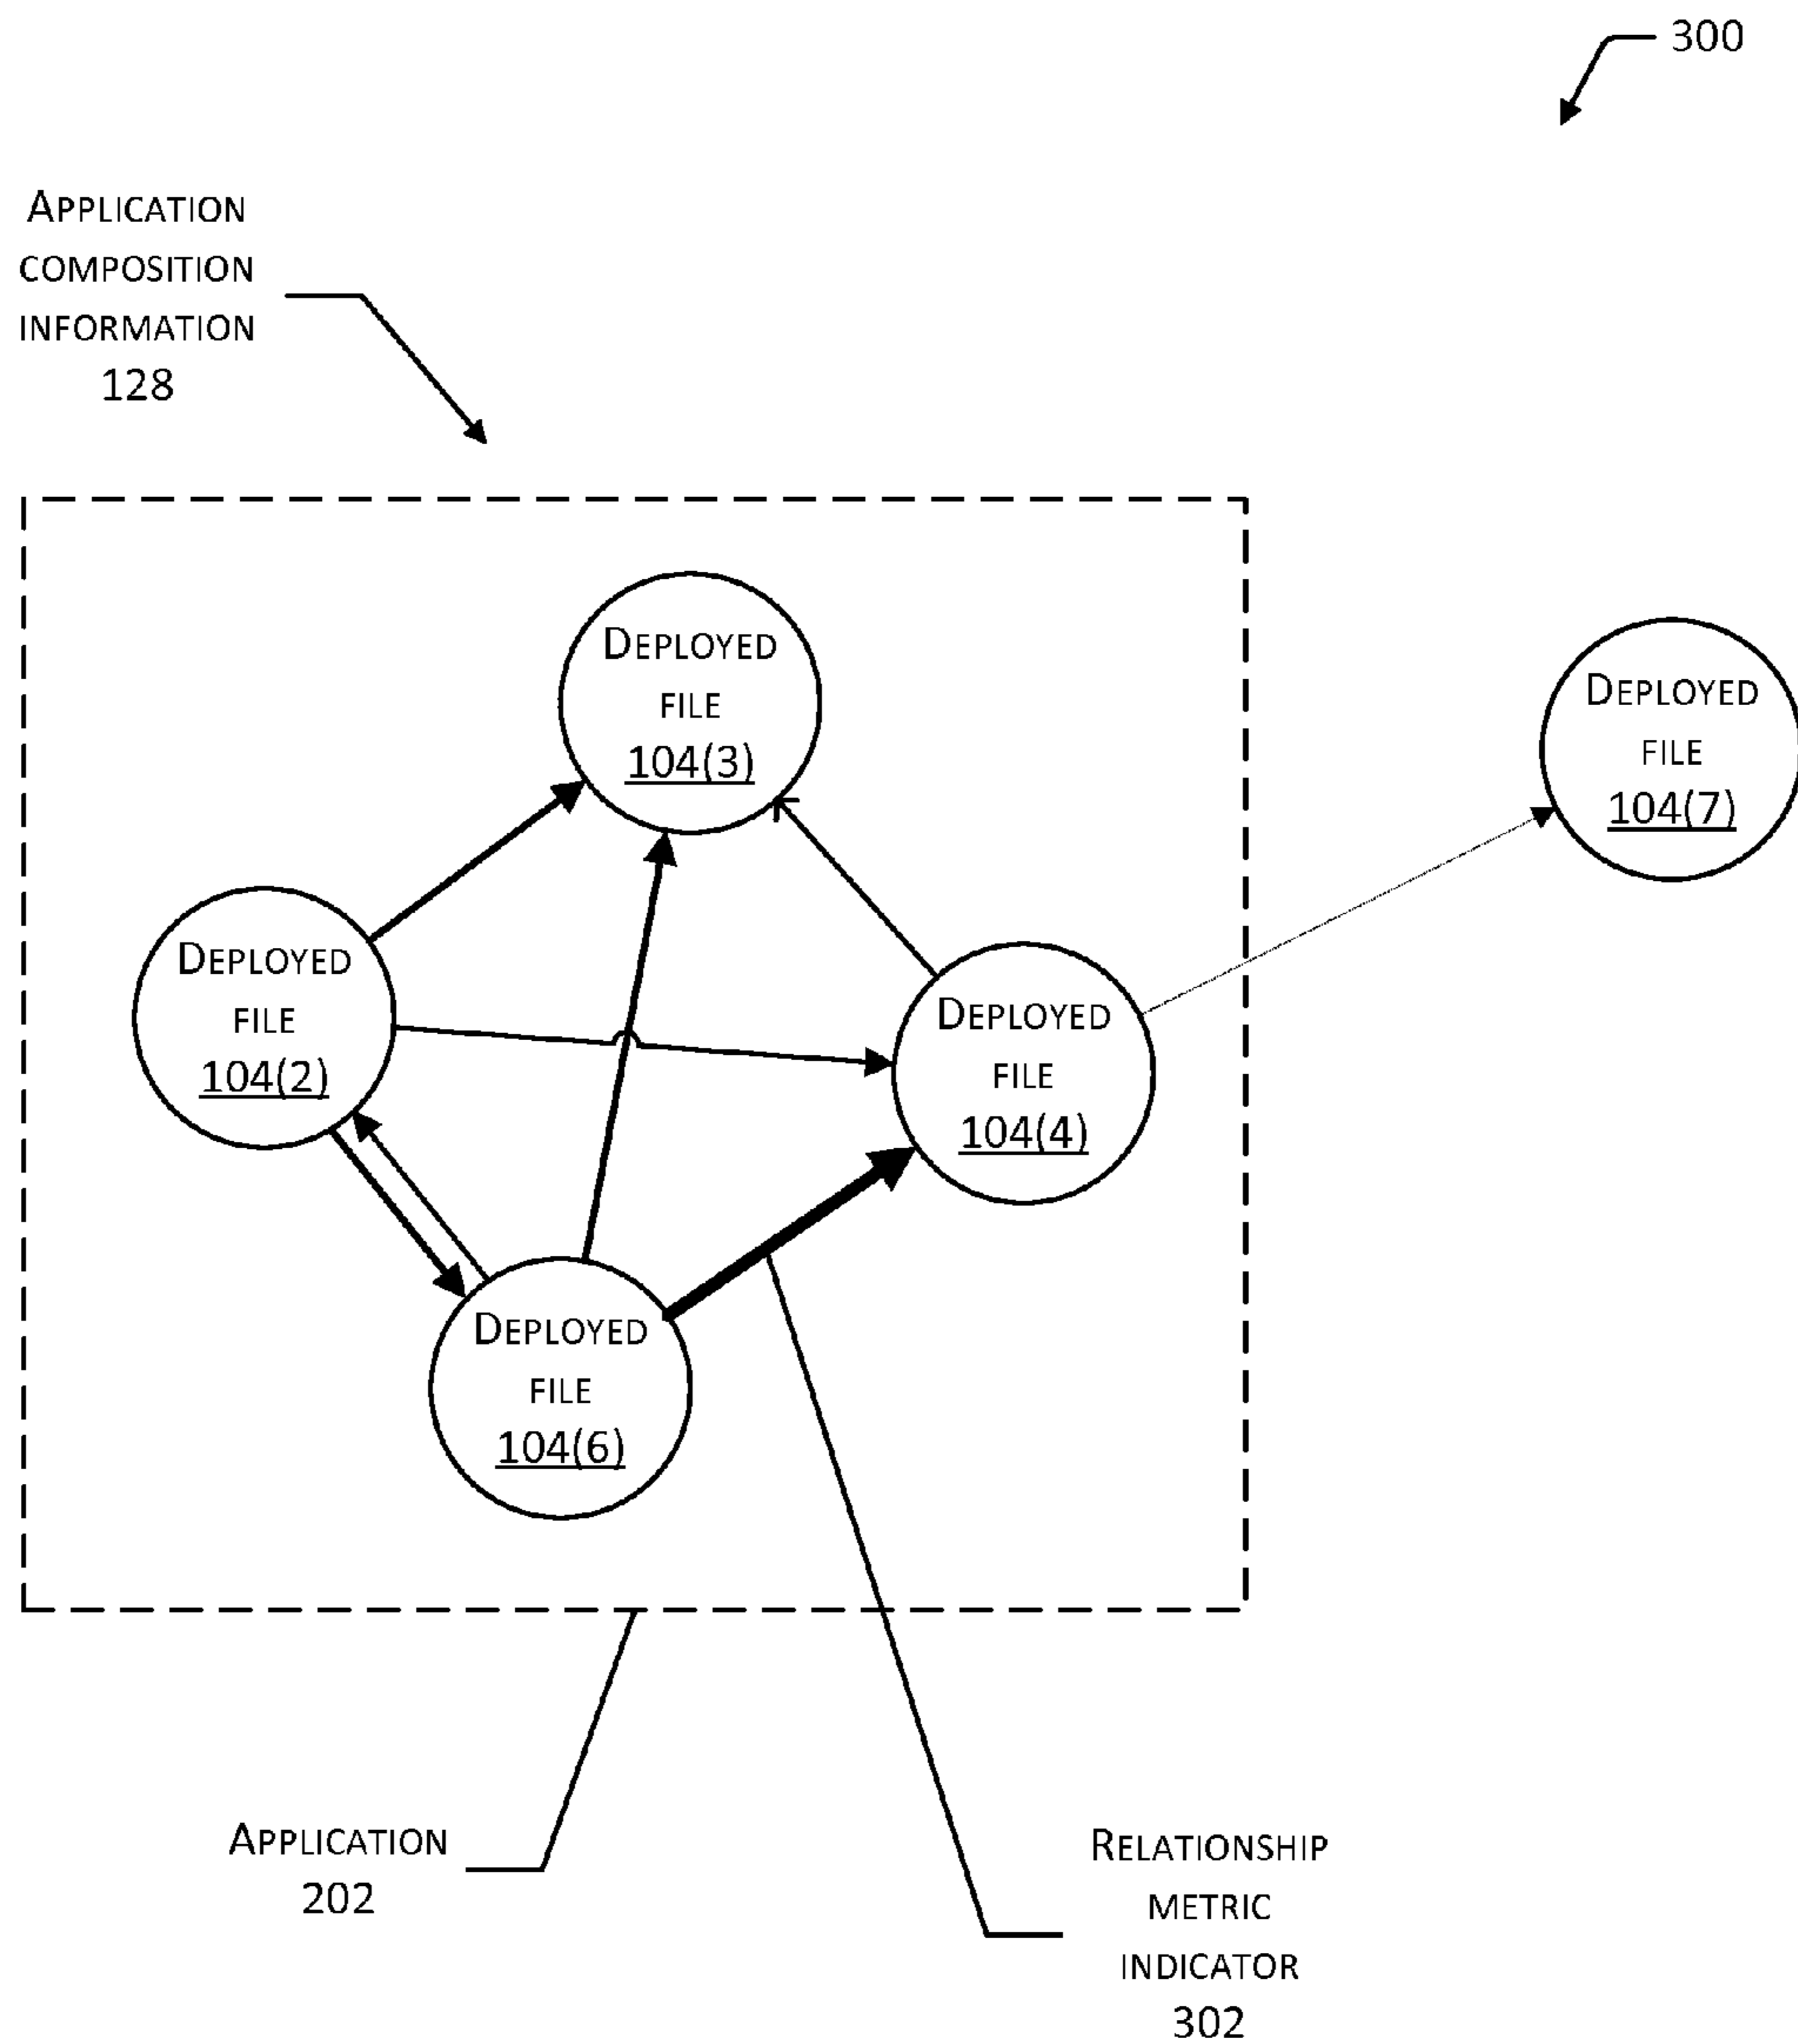 300
APPLICATION
COMPOSITION
INFORMATION
128
DEPLOYED
FILE
104(3)
DEPLOYED
FILE
104(7)
DEPLOYED
FILE
104(2)
DEPLOYED
FILE
104(4)
DEPLOYED
FILE
104(6)
APPLICATION
202
RELATIONSHIP
METRIC
INDICATOR
302